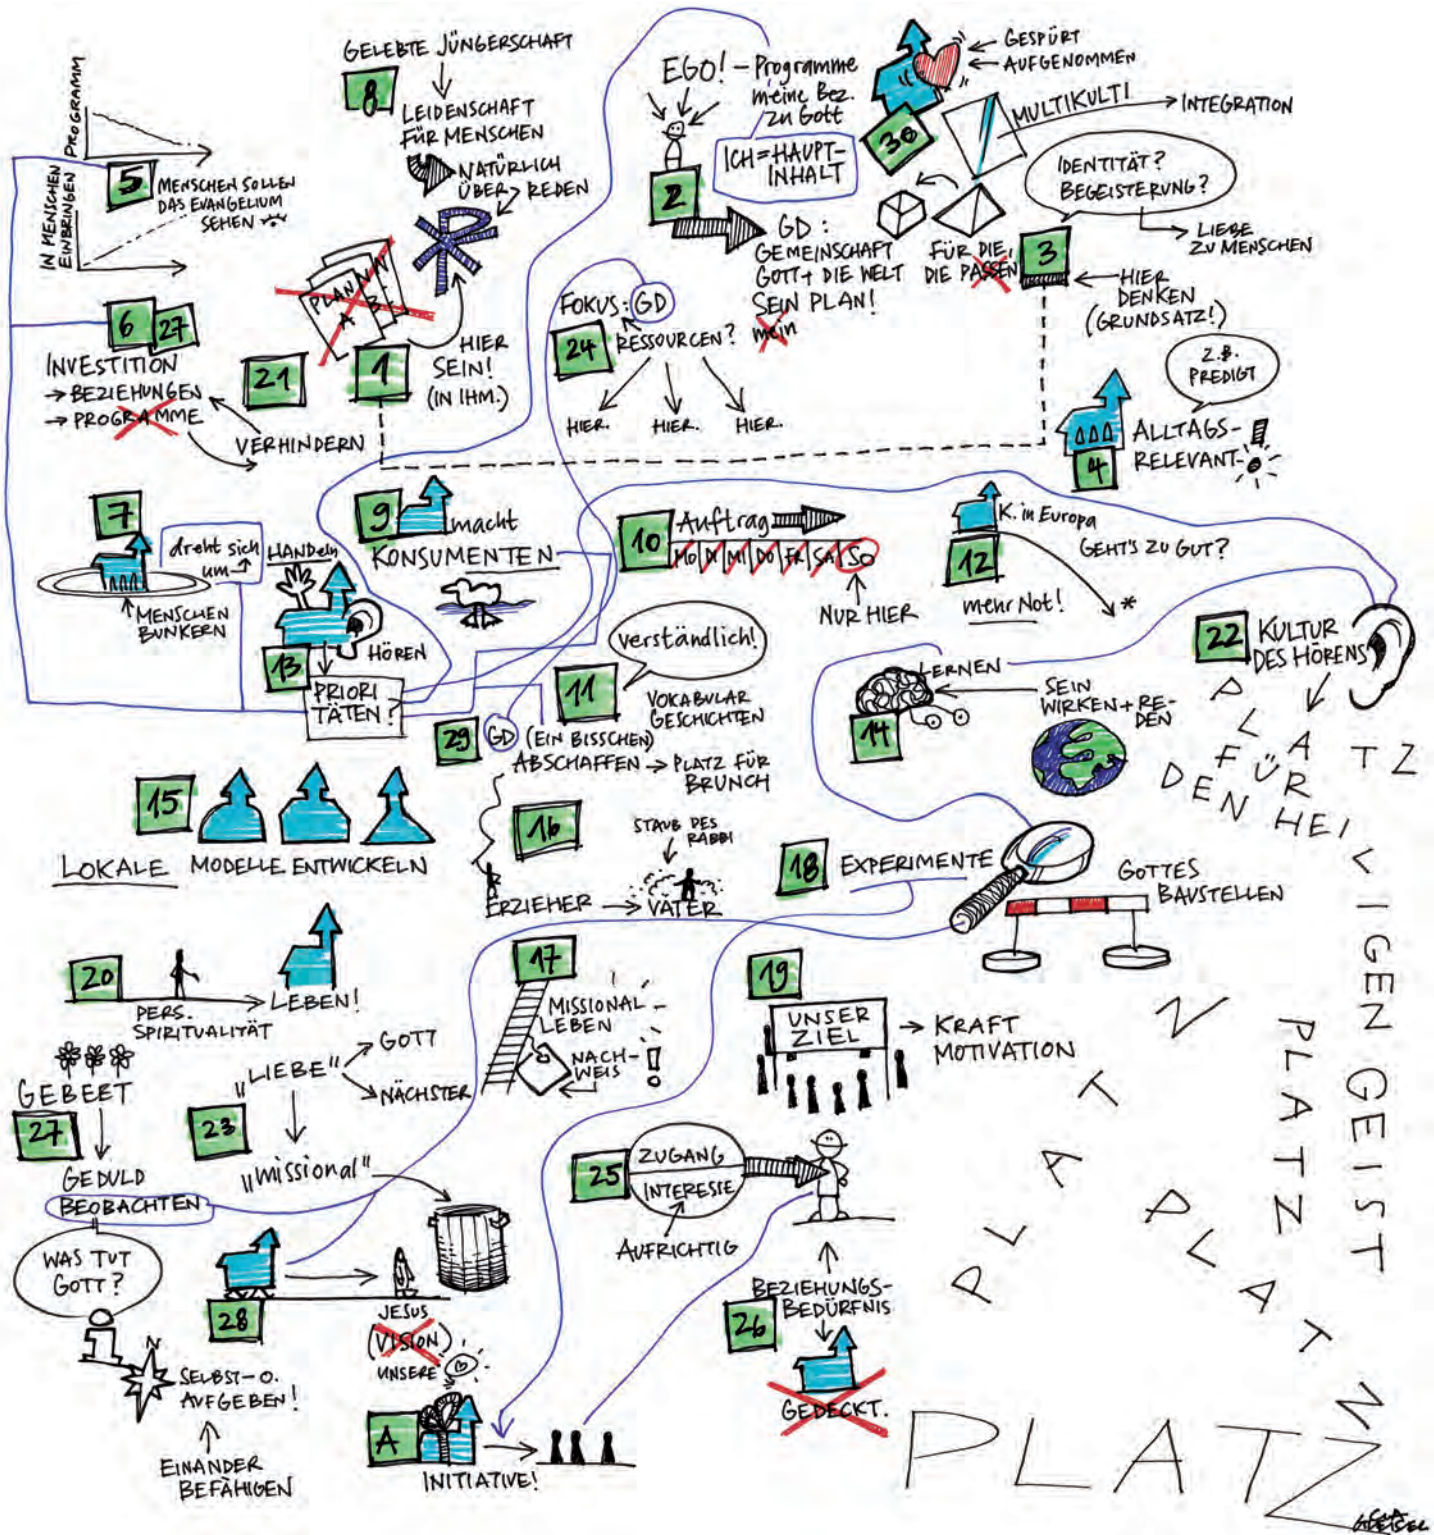 PROGRAMM
IN MENSCHEN
EINBRINGEN
5
MENSCHEN SOLLEN
DAS EVANGELIUM
SEHEN
GELEBTE JÜNGERSCHAFT
8
LEIDENSCHAFT
FÜR MENSCHEN
NATÜRLICH
ÜBER REDEN
PLAN
A
N
B
N
F
1
HIER
SEIN!
(IN IHM.)
EGO! – Programme
meine Bez.
zu Gott
ICH = HAUPT-
INHALT
2
GD:
GEMEINSCHAFT
GOTT + DIE WELT
SEIN PLAN!
mein
GESPÜRT
AUFGENOMMEN
30
MULTIKULTI
INTEGRATION
IDENTITÄT?
BEGEISTERUNG?
LIEBE
ZU MENSCHEN
FÜR DIE,
DIE PASSEN
3
HIER
DENKEN
(GRUNDSATZ!)
6
27
INVESTITION
→ BEZIEHUNGEN
→ PROGRAMME
VERHINDERN
21
FOKUS: GD
24
RESSOURCEN?
HIER. HIER. HIER.
Z.B.
PREDIGT
4
ALLTAGS-
RELEVANT
7
dreht sich
um
MENSCHEN
BUNKERN
HANDELN
13
HÖREN
PRIORI
TÄTEN?
9
macht
KONSUMENTEN
10
Auftrag
MO DI MI DO FR SA SO
NUR HIER
12
K. in Europa
GEHT'S ZU GUT?
mehr Not!
*
verständlich!
11
VOKABULAR
GESCHICHTEN
29
GD (EIN BISSCHEN)
ABSCHAFFEN → PLATZ FÜR
BRUNCH
14
LERNEN
SEIN
WIRKEN + RE-
DEN
22
KULTUR
DES HÖRENS
PLATZ
FÜR
DEN HEILIGEN GEIST
15
LOKALE MODELLE ENTWICKELN
16
STAUB DES
RABBI
ERZIEHER → VÄTER
18
EXPERIMENTE
GOTTES
BAUSTELLEN
20
PERS.
SPIRITUALITÄT
LEBEN!
17
MISSIONAL
LEBEN
NACH-
WEIS
19
UNSER
ZIEL
→ KRAFT
MOTIVATION
GEBEET
27
GEDULD
BEOBACHTEN
WAS TUT
GOTT?
N
SELBST-O.
AUFGEBEN!
EINANDER
BEFÄHIGEN
23
„LIEBE"
GOTT
NÄCHSTER
„missional"
25
ZUGANG
INTERESSE
AUFRICHTIG
28
JESUS
(VISION)
UNSERE
A
INITIATIVE!
26
BEZIEHUNGS-
BEDÜRFNIS
GEDECKT.
PLATZ
PLATZ
PLATZ
PLATZ